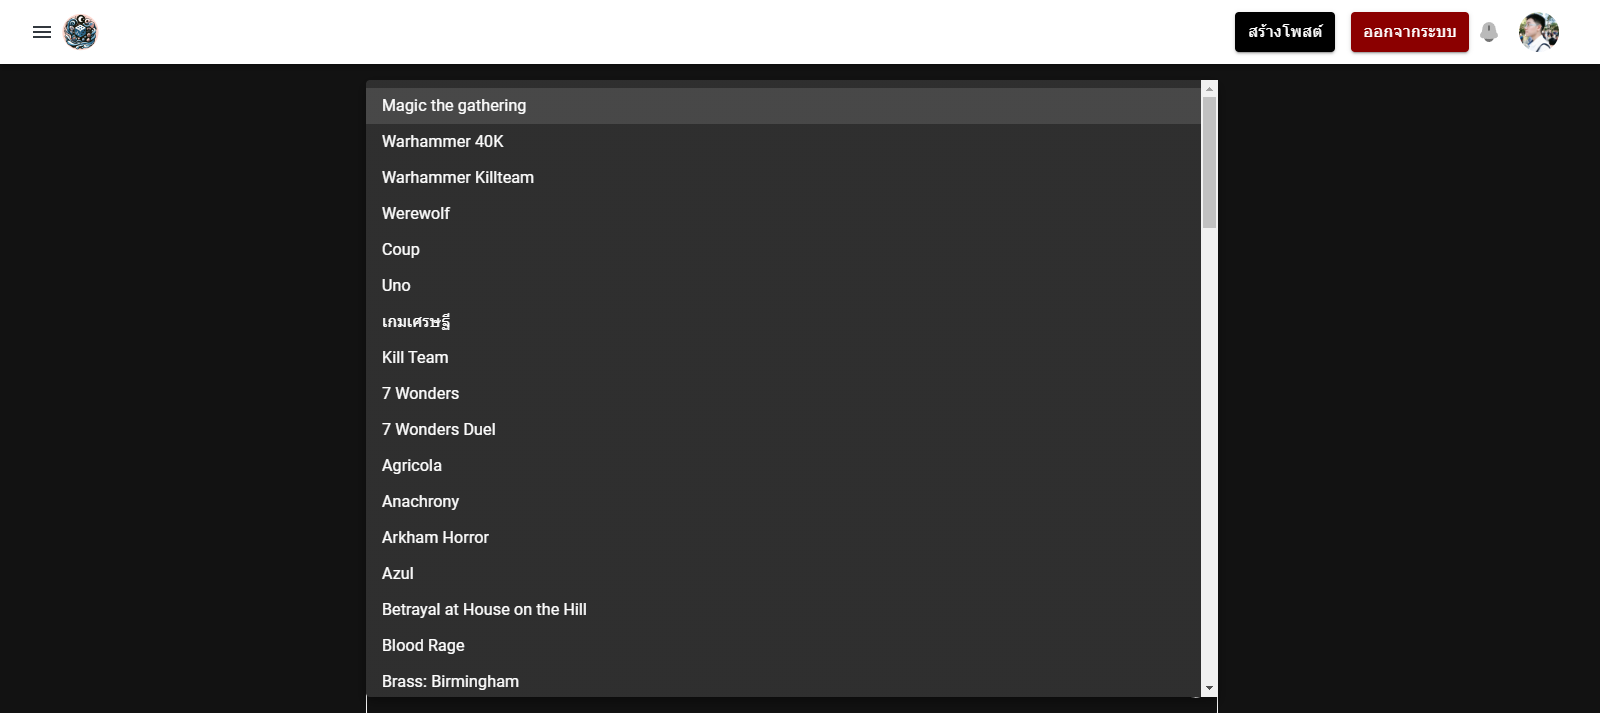 สร้างโพสต์
ออกจากระบบ
Magic the gathering
Warhammer 40K
Warhammer Killteam
Werewolf
Coup
Uno
เกมเศรษฐี
Kill Team
7 Wonders
7 Wonders Duel
Agricola
Anachrony
Arkham Horror
Azul
Betrayal at House on the Hill
Blood Rage
Brass: Birmingham